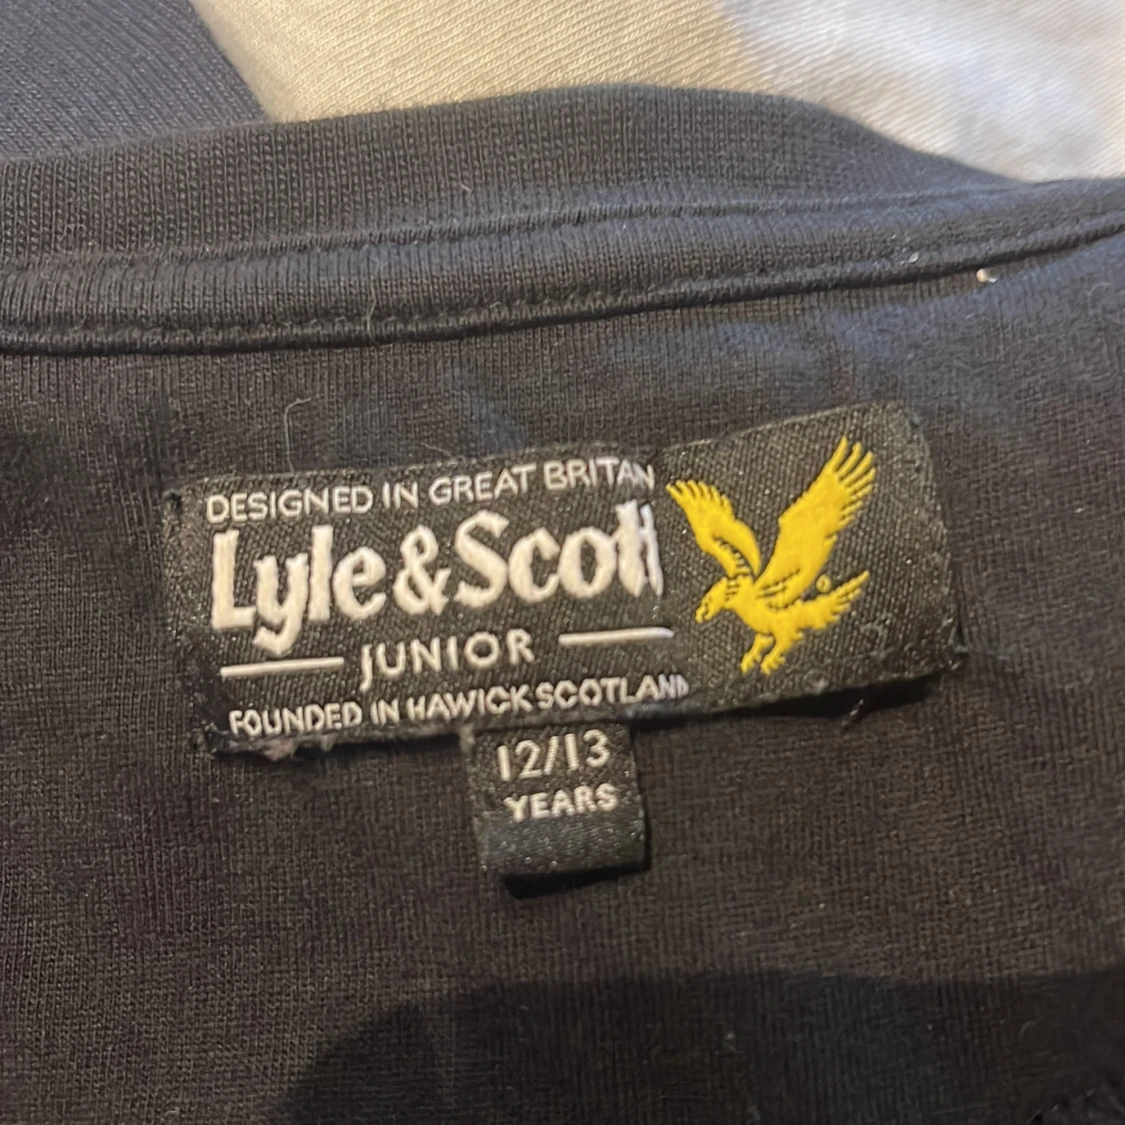 DESIGNED IN GREAT BRITAIN
Lyle & Scott
JUNIOR
FOUNDED IN HAWICK SCOTLAND
12/13
YEARS